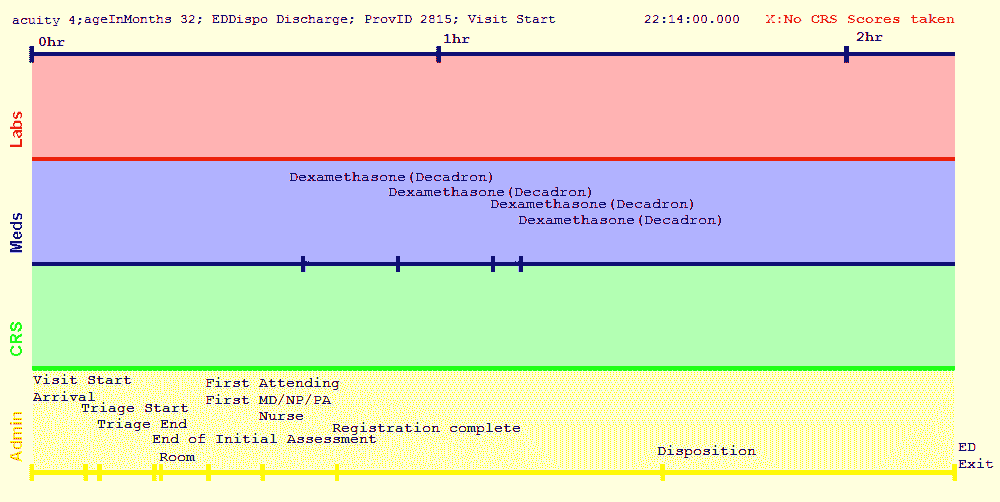 acuity 4;ageInMonths 32; EDDispo Discharge; ProvID 2815; Visit Start 22:14:00.000 X:No CRS Scores taken
0hr 1hr 2hr
Labs
Dexamethasone(Decadron)
Dexamethasone(Decadron)
Dexamethasone(Decadron)
Dexamethasone(Decadron)
Meds
CRS
Visit Start First Attending
Arrival First MD/NP/PA
Triage Start Nurse
Triage End Registration complete
End of Initial Assessment
Room Disposition
ED
Exit
Admin